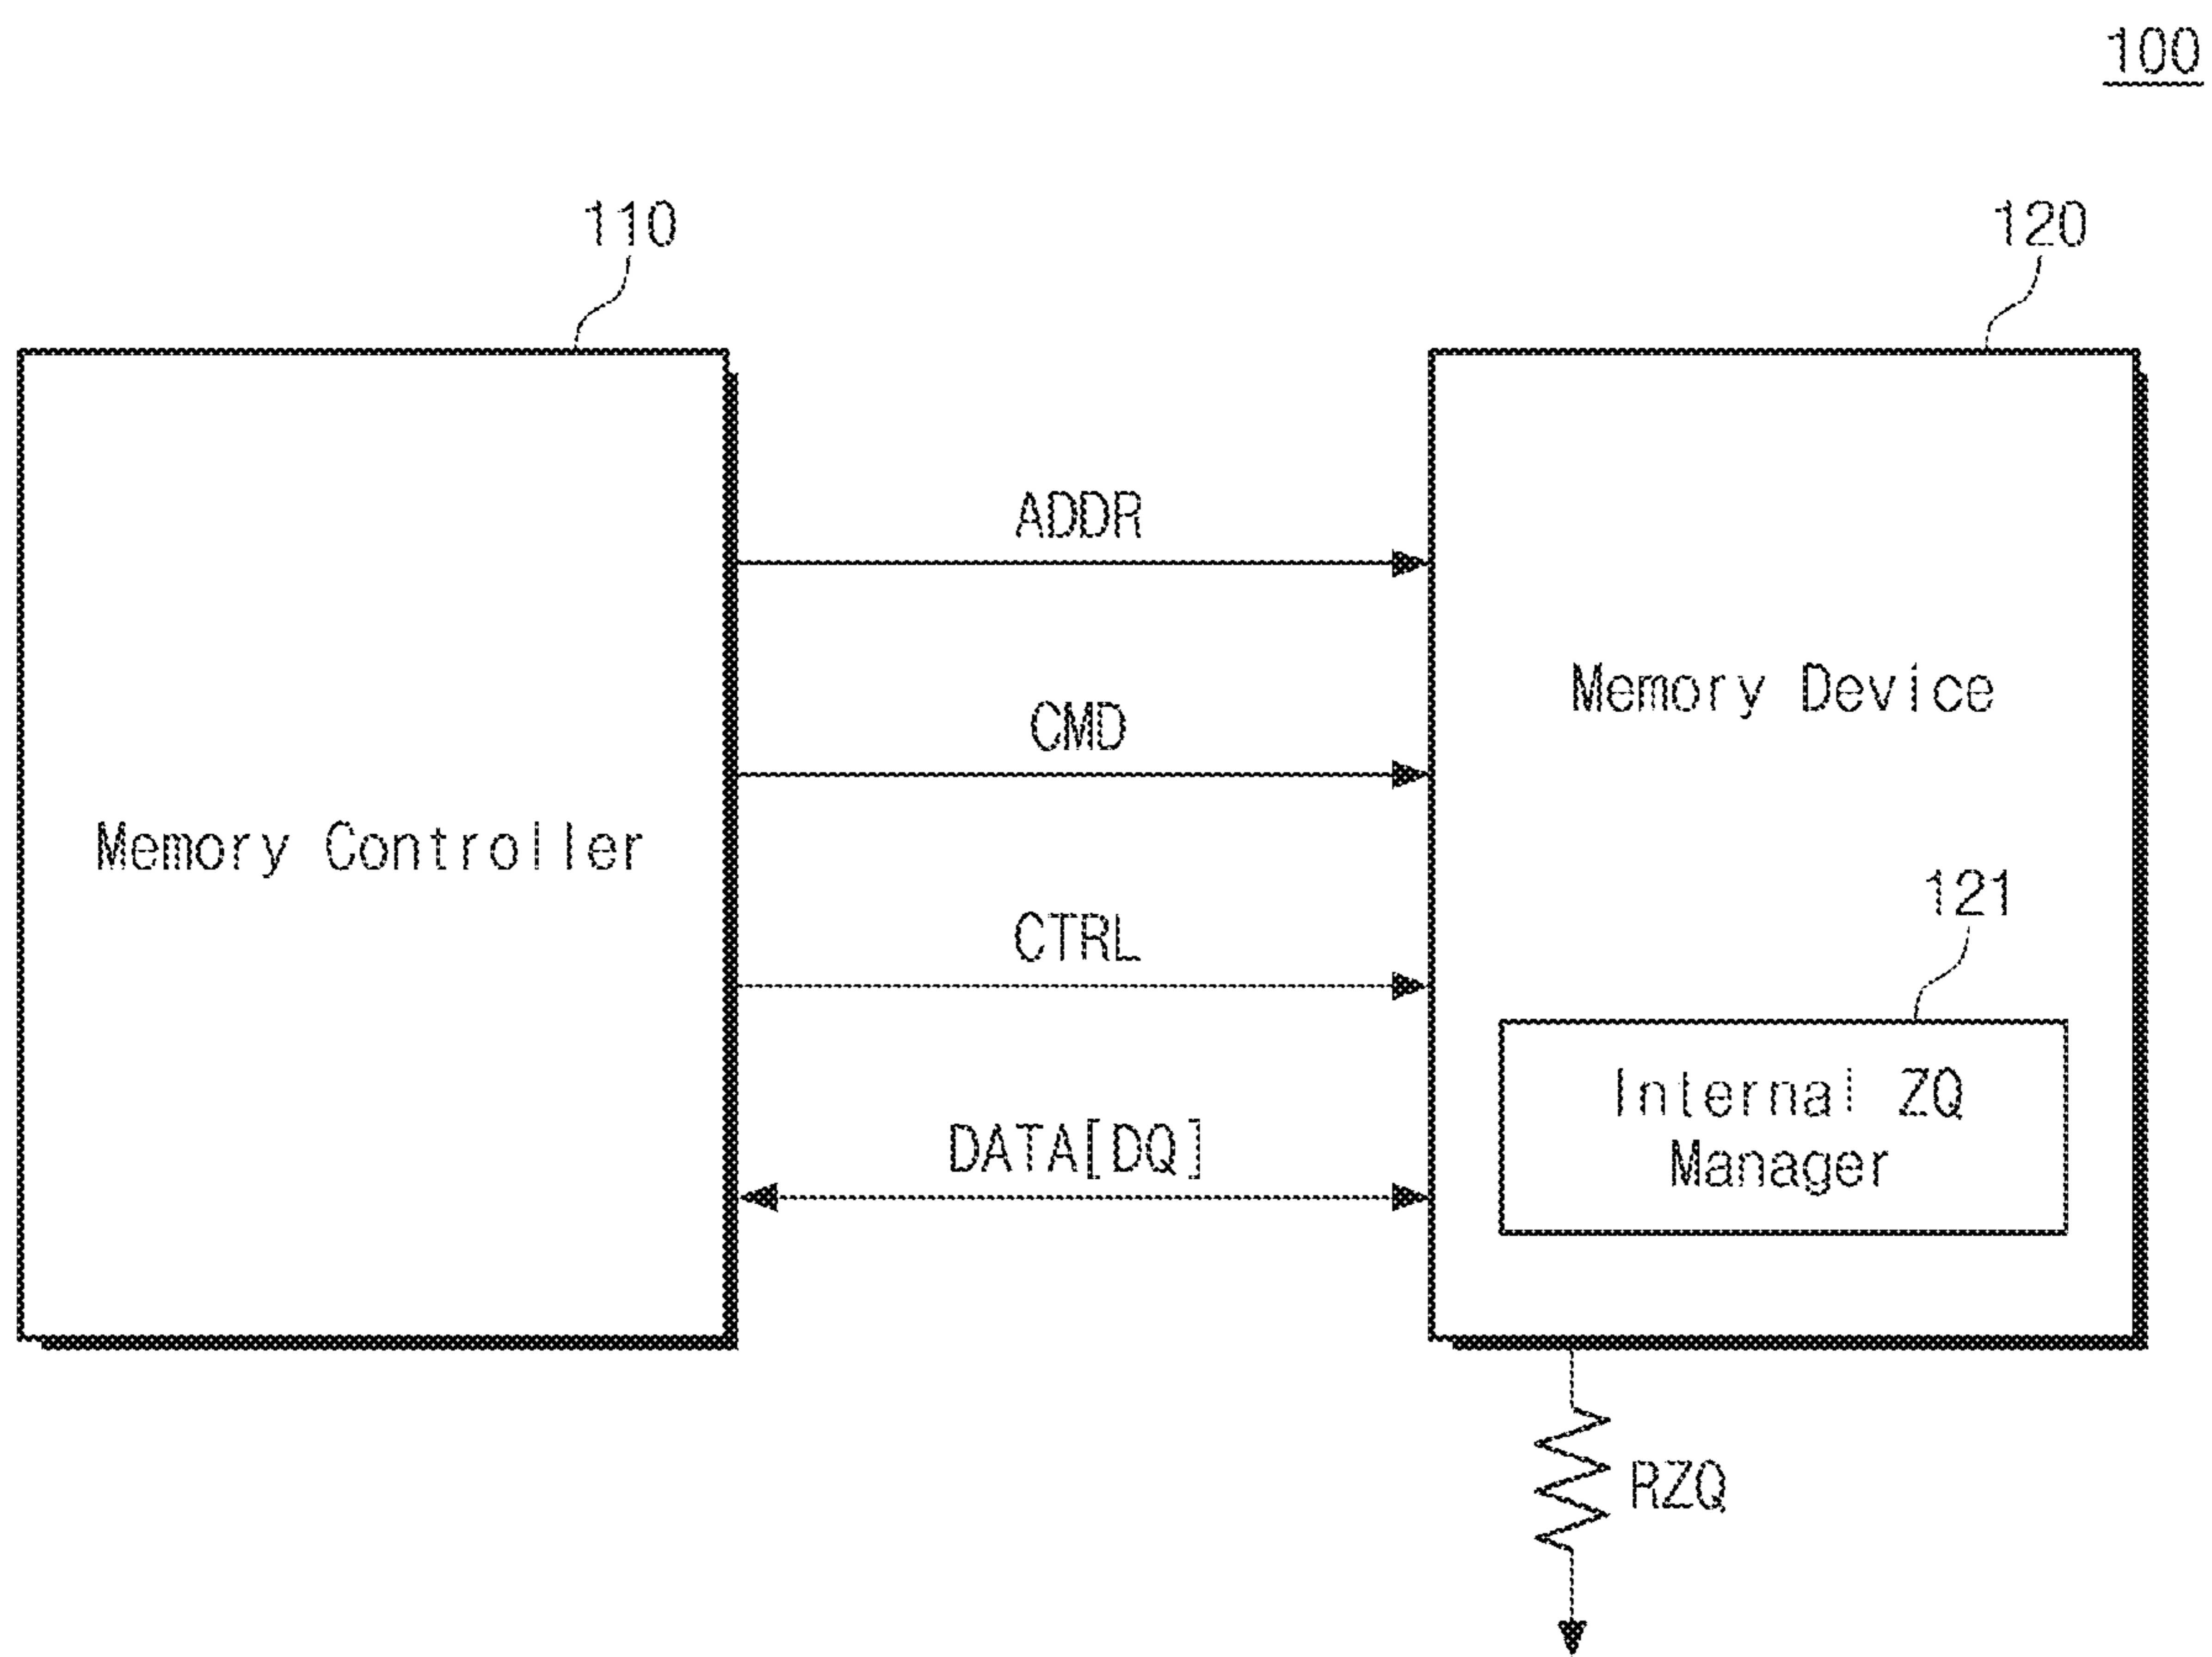 100
110
120
ADDR
CMD
Memory Device
Memory Controller
121
CTRL
Internal ZQ
Manager
DATA[DQ]
RZQ